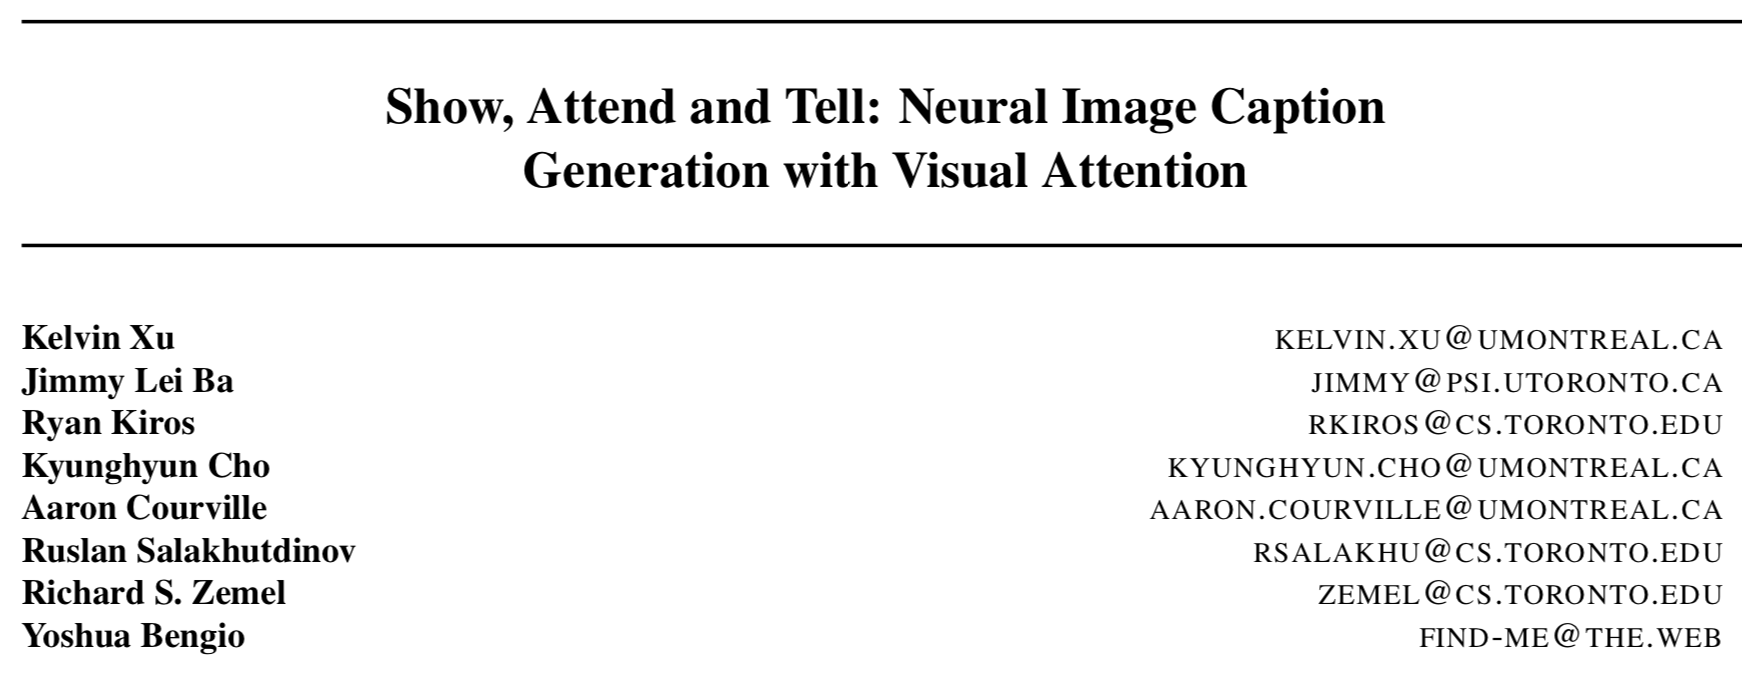 Show, Attend and Tell: Neural Image Caption
Generation with Visual Attention
Kelvin Xu KELVIN.XU@UMONTREAL.CA
Jimmy Lei Ba JIMMY@PSI.UTORONTO.CA
Ryan Kiros RKIROS@CS.TORONTO.EDU
Kyunghyun Cho KYUNGHYUN.CHO@UMONTREAL.CA
Aaron Courville AARON.COURVILLE@UMONTREAL.CA
Ruslan Salakhutdinov RSALAKHU@CS.TORONTO.EDU
Richard S. Zemel ZEMEL@CS.TORONTO.EDU
Yoshua Bengio FIND-ME@THE.WEB